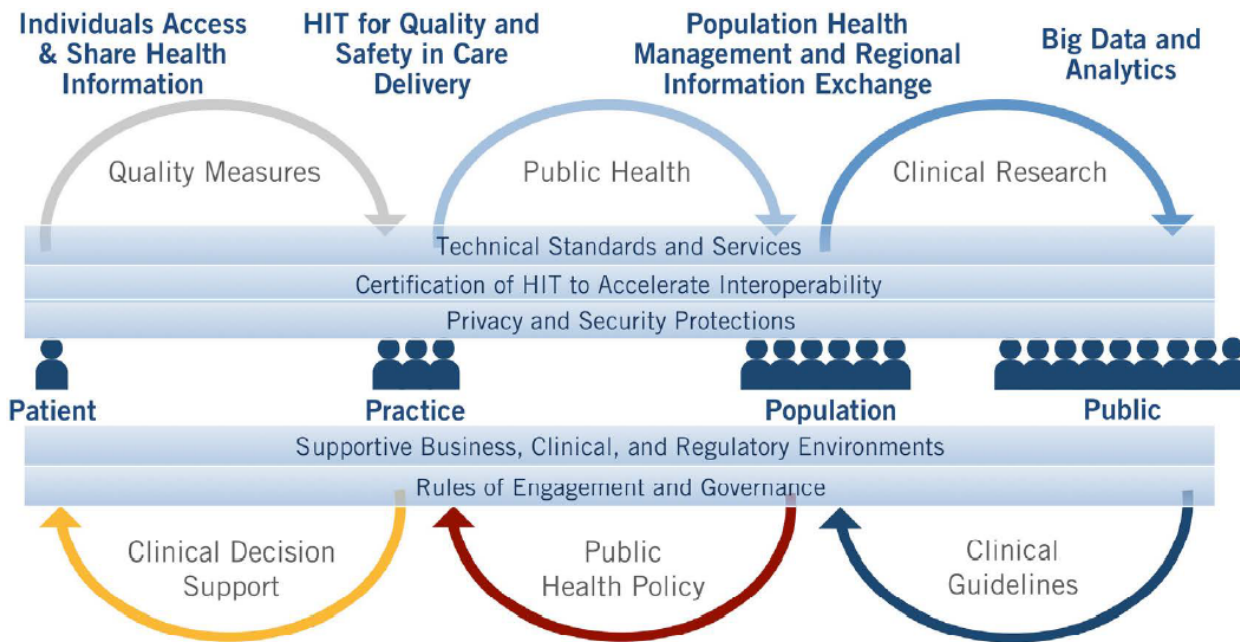 Individuals Access
& Share Health
Information
HIT for Quality and
Safety in Care
Delivery
Population Health
Management and Regional
Information Exchange
Big Data and
Analytics
Quality Measures
Public Health
Clinical Research
Technical Standards and Services
Certification of HIT to Accelerate Interoperability
Privacy and Security Protections
Patient
Practice
Population
Public
Supportive Business, Clinical, and Regulatory Environments
Rules of Engagement and Governance
Clinical Decision
Support
Public
Health Policy
Clinical
Guidelines